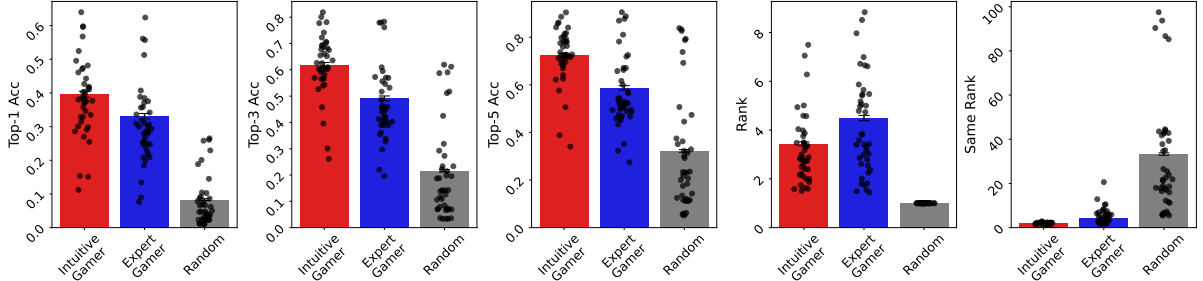 Top-1 Acc
0.6
0.5
0.4
0.3
0.2
0.1
0.0
Intuitive
Gamer
Expert
Gamer
Random
Top-3 Acc
0.8
0.7
0.6
0.5
0.4
0.3
0.2
0.1
0.0
Intuitive
Gamer
Expert
Gamer
Random
Top-5 Acc
0.8
0.6
0.4
0.2
0.0
Intuitive
Gamer
Expert
Gamer
Random
Rank
8
6
4
2
0
Intuitive
Gamer
Expert
Gamer
Random
Same Rank
100
80
60
40
20
0
Intuitive
Gamer
Expert
Gamer
Random